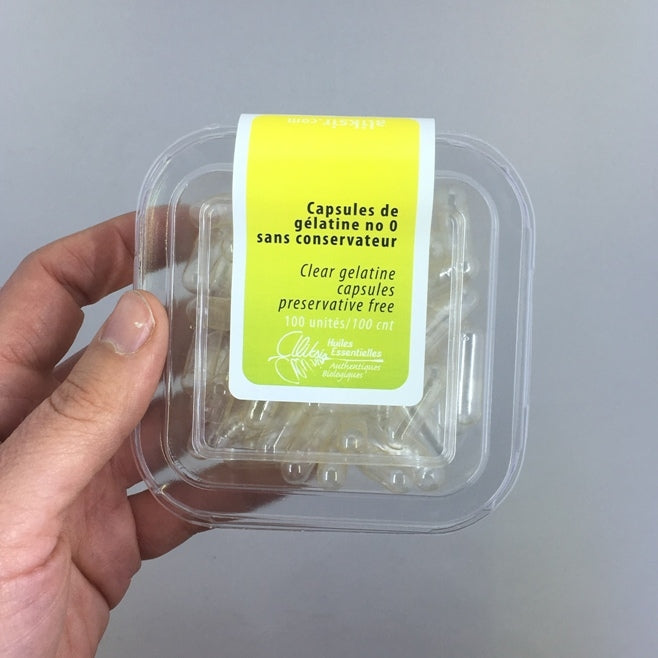 aliksir.com
Capsules de
gélatine no 0
sans conservateur
Clear gelatine
capsules
preservative free
100 unités/100 cnt
Huiles
Essentielles
Authentiques
Biologiques